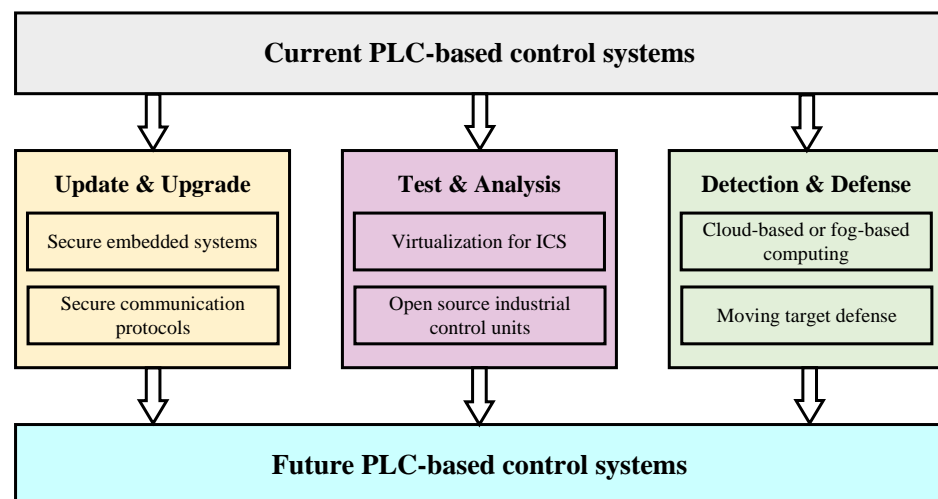 Current PLC-based control systems
Update & Upgrade
Secure embedded systems
Secure communication
protocols
Test & Analysis
Virtualization for ICS
Open source industrial
control units
Detection & Defense
Cloud-based or fog-based
computing
Moving target defense
Future PLC-based control systems